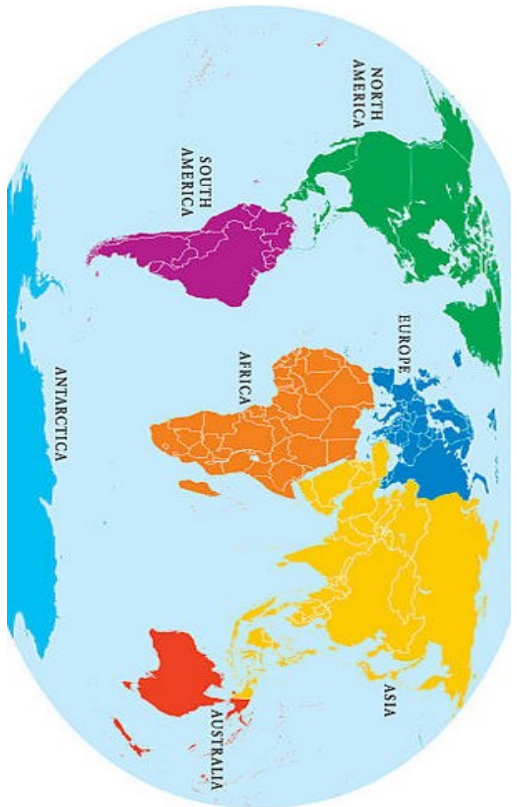 NORTH
AMERICA
SOUTH
AMERICA
EUROPE
AFRICA
ASIA
AUSTRALIA
ANTARCTICA